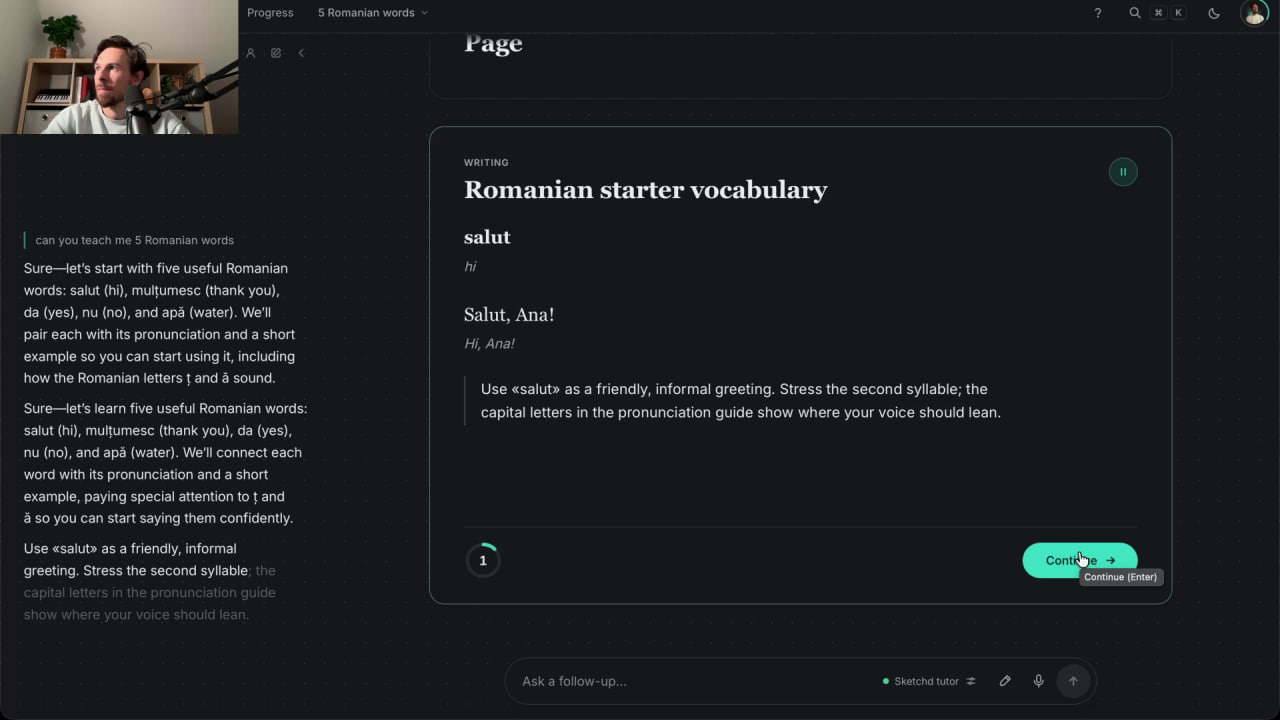 Progress
5 Romanian words
?
⌘ K
can you teach me 5 Romanian words
Sure—let's start with five useful Romanian
words: salut (hi), mulțumesc (thank you),
da (yes), nu (no), and apă (water). We'll
pair each with its pronunciation and a short
example so you can start using it, including
how the Romanian letters ț and ă sound.
Sure—let's learn five useful Romanian words:
salut (hi), mulțumesc (thank you), da (yes),
nu (no), and apă (water). We'll connect each
word with its pronunciation and a short
example, paying special attention to ț and
ă so you can start saying them confidently.
Use «salut» as a friendly, informal
greeting. Stress the second syllable; the
capital letters in the pronunciation guide
show where your voice should lean.
Page
WRITING
Romanian starter vocabulary
salut
hi
Salut, Ana!
Hi, Ana!
Use «salut» as a friendly, informal greeting. Stress the second syllable; the
capital letters in the pronunciation guide show where your voice should lean.
1
Continue →
Continue (Enter)
Ask a follow-up...
Sketchd tutor